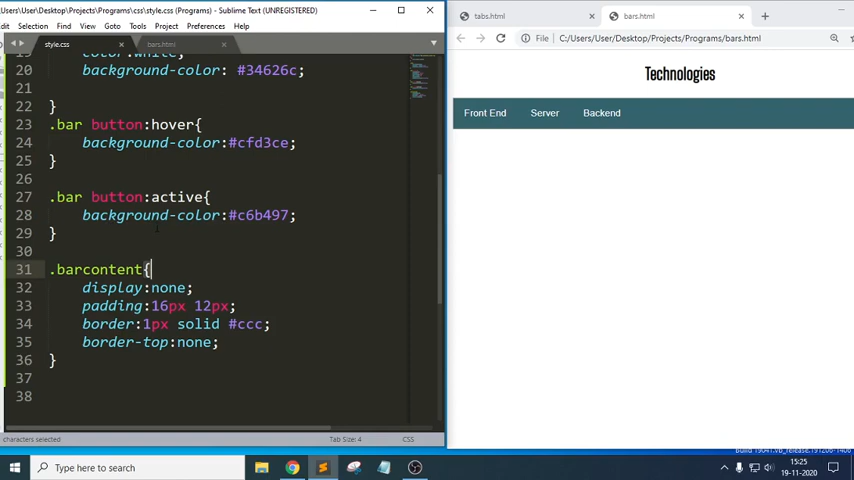 Users\User\Desktop\Projects\Programs\css\style.css (Programs) - Sublime Text (UNREGISTERED)
Edit Selection Find View Goto Tools Project Preferences Help
style.css
bars.html
19 color:white;
20 background-color: #34626c;
21
22 }
23 .bar button:hover{
24 background-color:#cfd3ce;
25 }
26
27 .bar button:active{
28 background-color:#c6b497;
29 }
30
31 .barcontent{
32 display:none;
33 padding:16px 12px;
34 border:1px solid #ccc;
35 border-top:none;
36 }
37
38
characters selected
Tab Size: 4
CSS
tabs.html
bars.html
File
C:/Users/User/Desktop/Projects/Programs/bars.html
Technologies
Front End Server Backend
Type here to search
15:25
19-11-2020